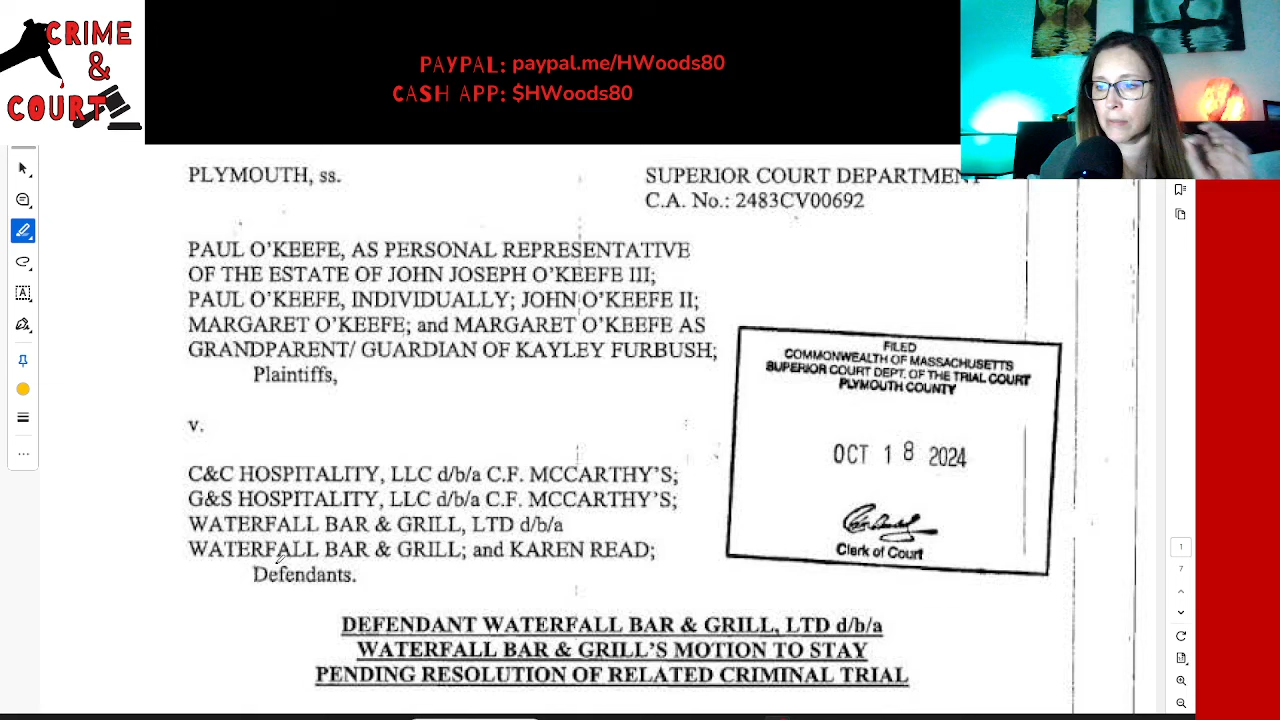 CRIME
&
COURT
PAYPAL: paypal.me/HWoods80
CASH APP: $HWoods80
PLYMOUTH, ss.
SUPERIOR COURT DEPARTMENT
C.A. No.: 2483CV00692
PAUL O'KEEFE, AS PERSONAL REPRESENTATIVE
OF THE ESTATE OF JOHN JOSEPH O'KEEFE III;
PAUL O'KEEFE, INDIVIDUALLY; JOHN O'KEEFE II;
MARGARET O'KEEFE; and MARGARET O'KEEFE AS
GRANDPARENT/ GUARDIAN OF KAYLEY FURBUSH;
Plaintiffs,
v.
C&C HOSPITALITY, LLC d/b/a C.F. MCCARTHY'S;
G&S HOSPITALITY, LLC d/b/a C.F. MCCARTHY'S;
WATERFALL BAR & GRILL, LTD d/b/a
WATERFALL BAR & GRILL; and KAREN READ;
Defendants.
FILED
COMMONWEALTH OF MASSACHUSETTS
SUPERIOR COURT DEPT. OF THE TRIAL COURT
PLYMOUTH COUNTY
OCT 18 2024
Clerk of Court
DEFENDANT WATERFALL BAR & GRILL, LTD d/b/a
WATERFALL BAR & GRILL'S MOTION TO STAY
PENDING RESOLUTION OF RELATED CRIMINAL TRIAL
1
7